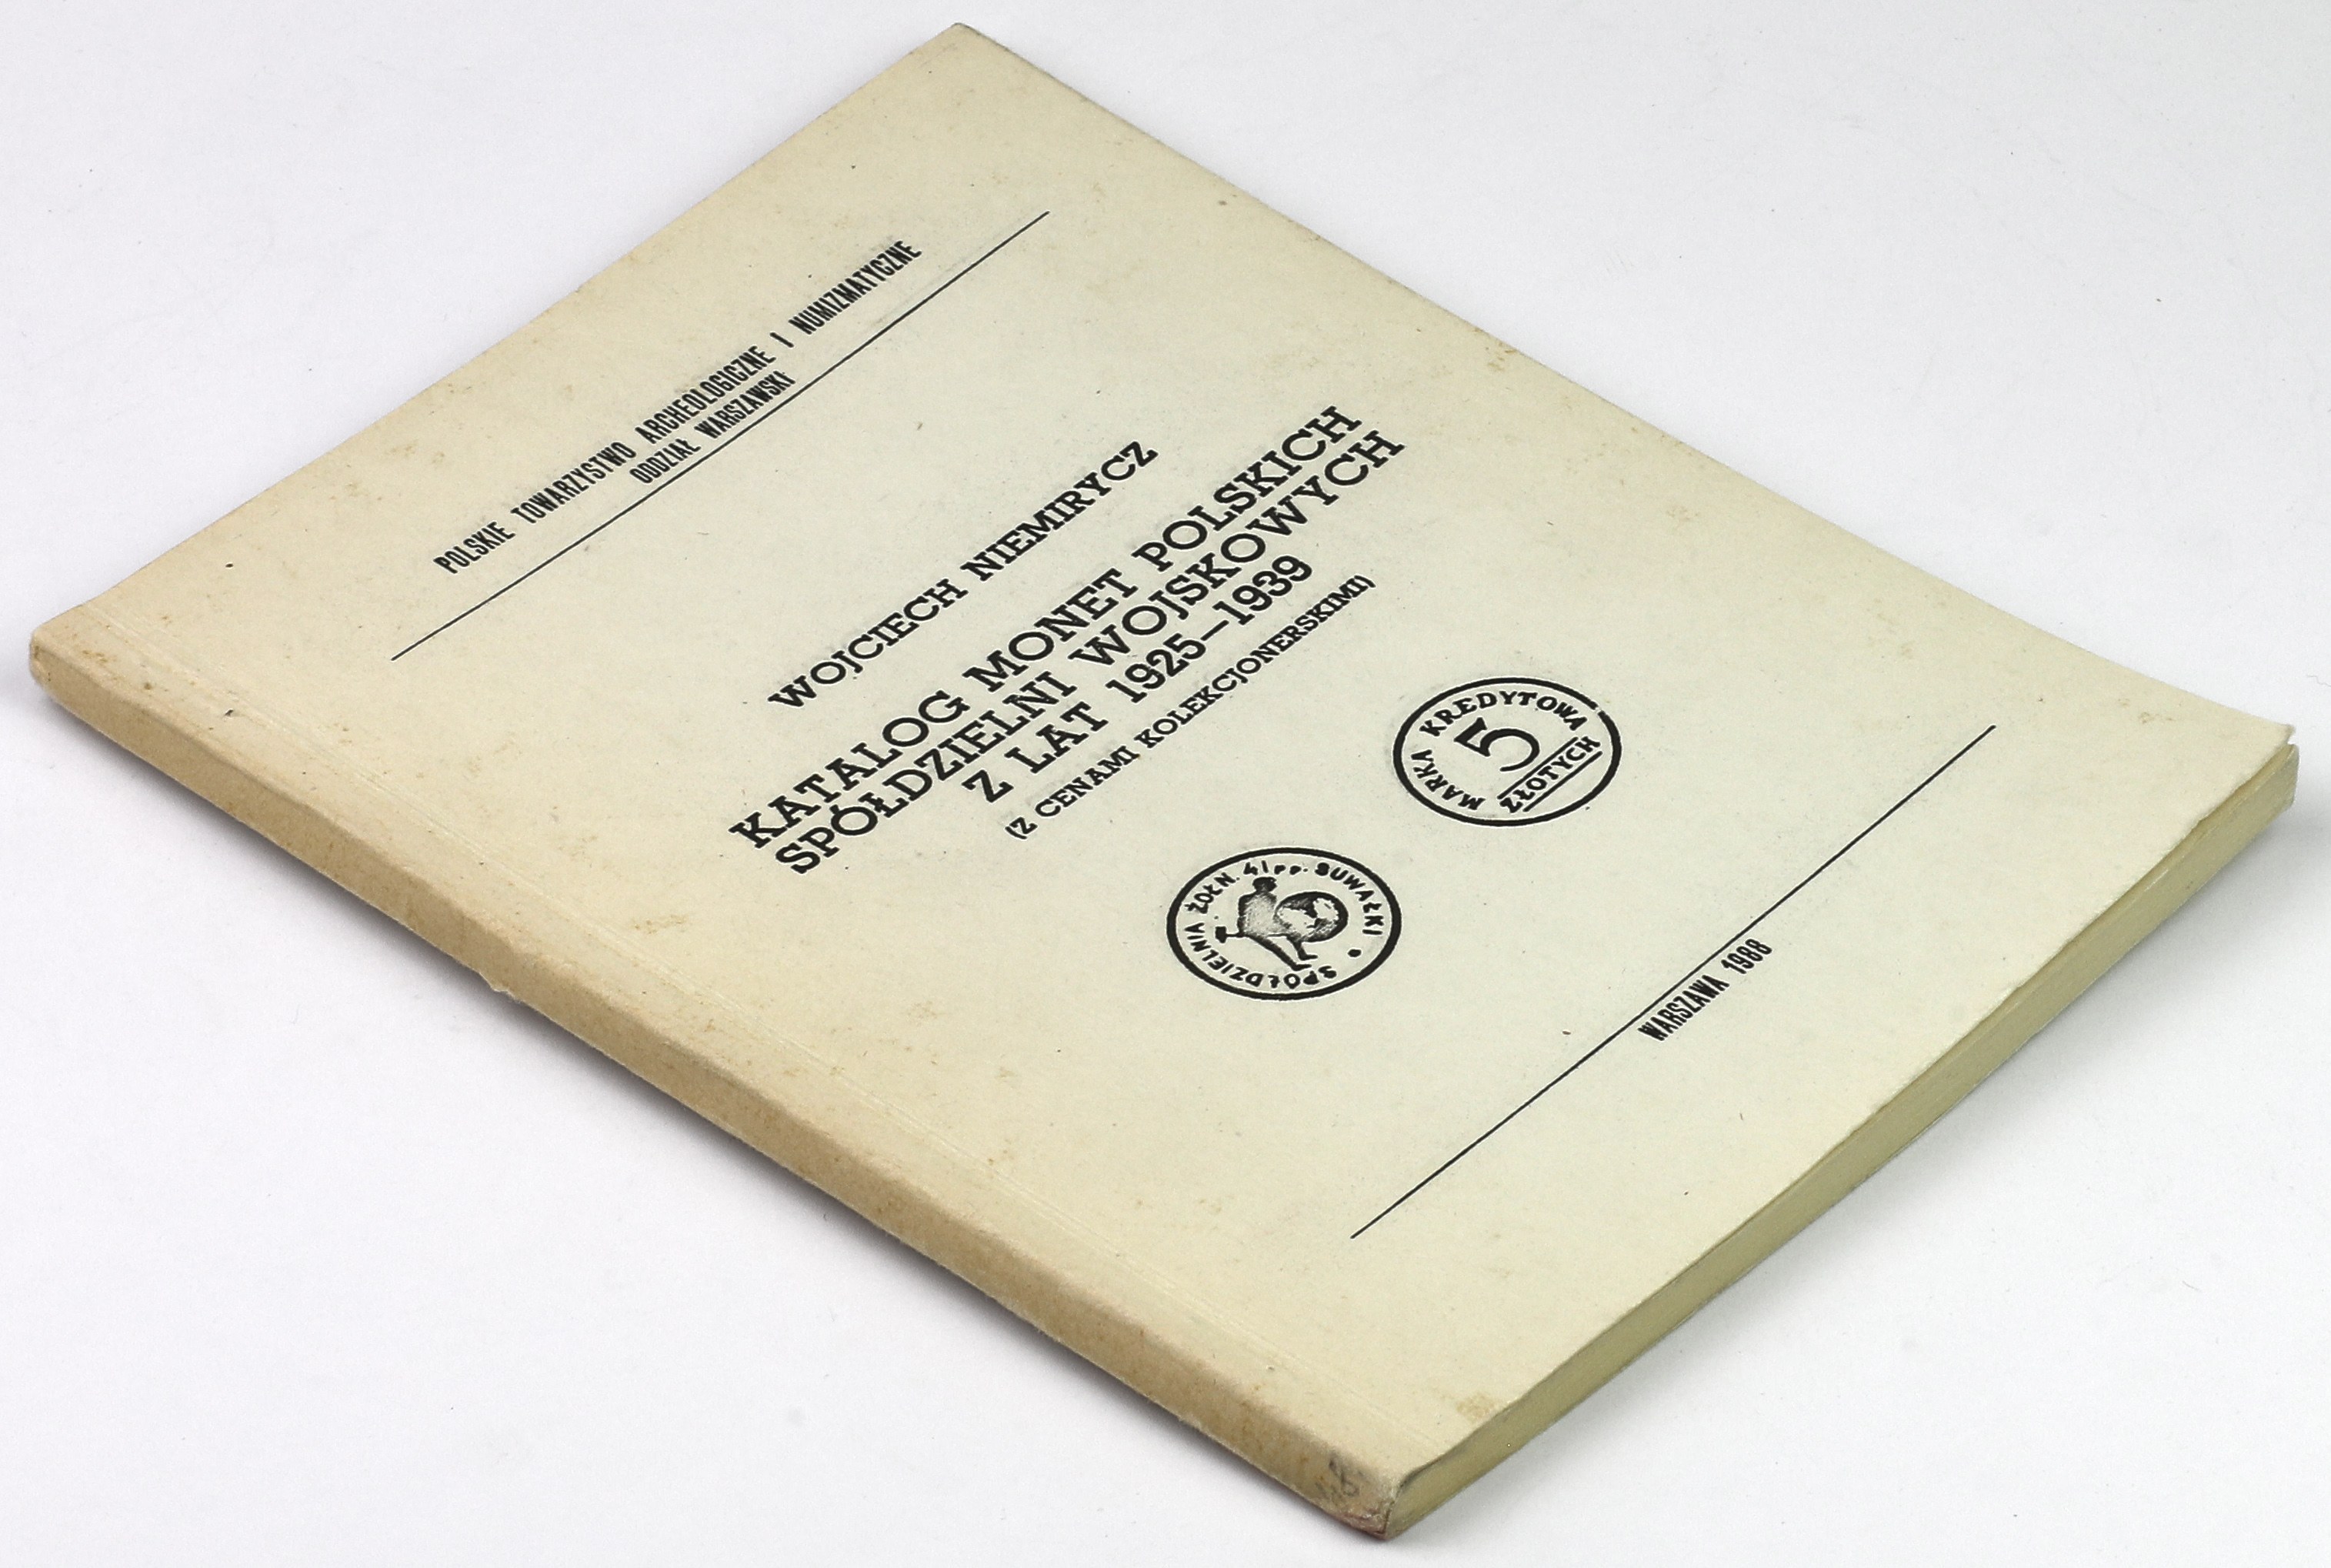 POLSKIE TOWARZYSTWO ARCHEOLOGICZNE I NUMIZMATYCZNE
ODDZIAŁ WARSZAWSKI
WOJCIECH NIEMIRYCZ
KATALOG MONET POLSKICH
SPÓŁDZIELNI WOJSKOWYCH
Z LAT 1925—1939
(Z CENAMI KOLEKCJONERSKIMI)
SPÓŁDZIELNIA ŻOŁN. 41 PP. SUWAŁKI
MARKA KREDYTOWA
5
ZŁOTYCH
WARSZAWA 1988